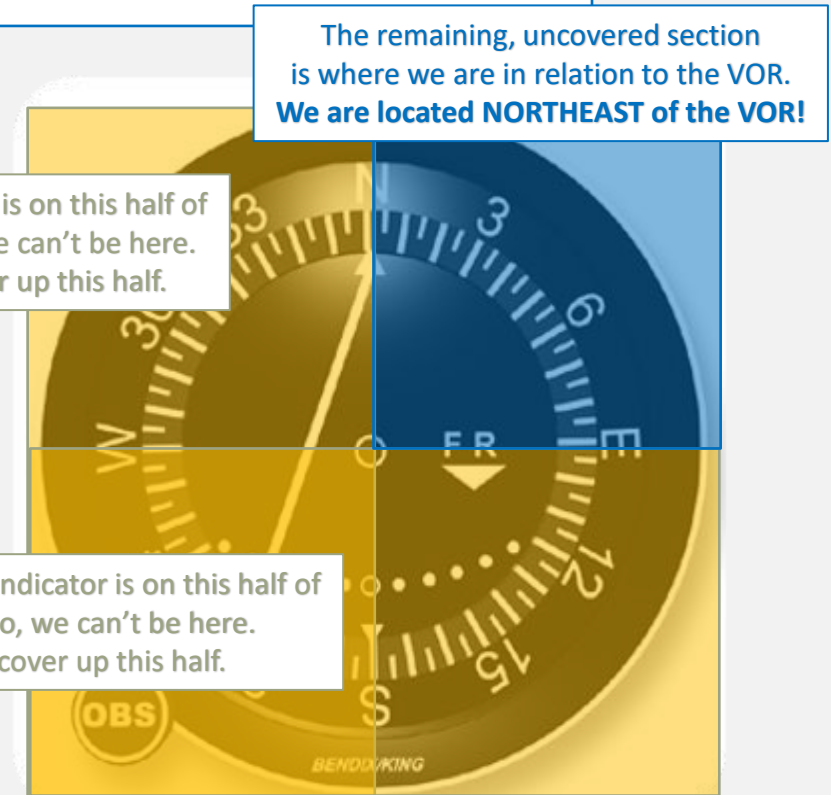 The remaining, uncovered section
is where we are in relation to the VOR.
We are located NORTHEAST of the VOR!
is on this half of
e can't be here.
r up this half.
N
33
3
30
6
W
FR
E
ndicator is on this half of
o, we can't be here.
cover up this half.
12
15
S
OBS
BENDIX/KING